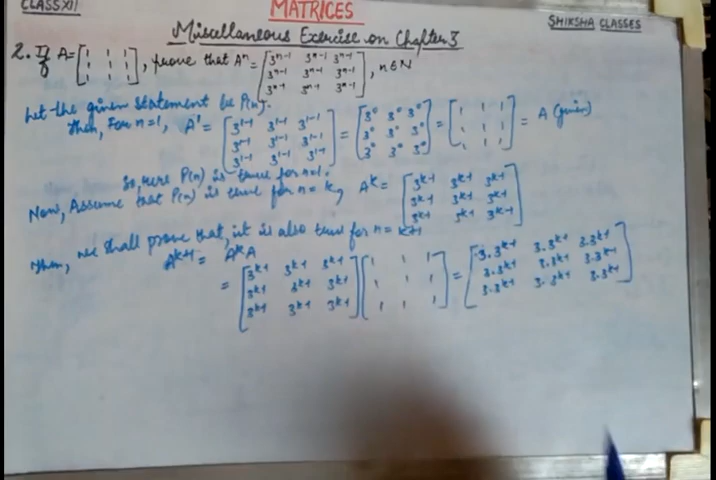 CLASS XII
MATRICES
SHIKSHA CLASSES
Miscellaneous Exercise on Chapter 3
2. If A = [1 1 1; 1 1 1; 1 1 1], prove that Aⁿ = [3ⁿ⁻¹ 3ⁿ⁻¹ 3ⁿ⁻¹; 3ⁿ⁻¹ 3ⁿ⁻¹ 3ⁿ⁻¹; 3ⁿ⁻¹ 3ⁿ⁻¹ 3ⁿ⁻¹], n∈N
Let the given statement be P(n).
Then, For n=1, A¹ = [3¹⁻¹ 3¹⁻¹ 3¹⁻¹; 3¹⁻¹ 3¹⁻¹ 3¹⁻¹; 3¹⁻¹ 3¹⁻¹ 3¹⁻¹] = [3⁰ 3⁰ 3⁰; 3⁰ 3⁰ 3⁰; 3⁰ 3⁰ 3⁰] = [1 1 1; 1 1 1; 1 1 1] = A (given)
So, here P(n) is true for n=1.
Now, Assume that P(n) is true for n=k, Aᵏ = [3ᵏ⁻¹ 3ᵏ⁻¹ 3ᵏ⁻¹; 3ᵏ⁻¹ 3ᵏ⁻¹ 3ᵏ⁻¹; 3ᵏ⁻¹ 3ᵏ⁻¹ 3ᵏ⁻¹]
Then, we shall prove that, it is also true for n=k+1
Aᵏ⁺¹ = AᵏA
= [3ᵏ⁻¹ 3ᵏ⁻¹ 3ᵏ⁻¹; 3ᵏ⁻¹ 3ᵏ⁻¹ 3ᵏ⁻¹; 3ᵏ⁻¹ 3ᵏ⁻¹ 3ᵏ⁻¹] [1 1 1; 1 1 1; 1 1 1] = [3.3ᵏ⁻¹ 3.3ᵏ⁻¹ 3.3ᵏ⁻¹; 3.3ᵏ⁻¹ 3.3ᵏ⁻¹ 3.3ᵏ⁻¹; 3.3ᵏ⁻¹ 3.3ᵏ⁻¹ 3.3ᵏ⁻¹]